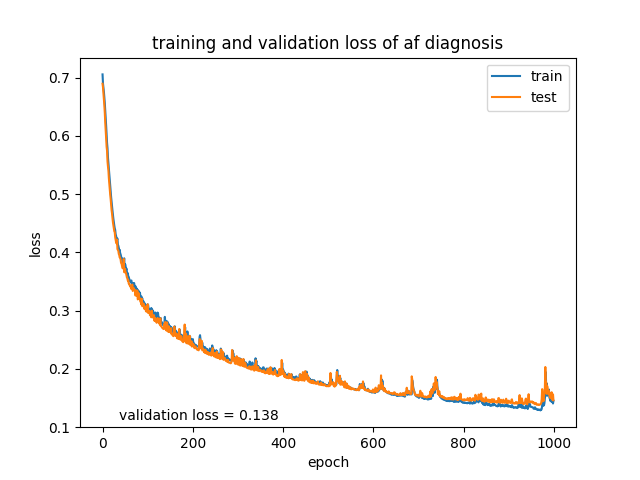 training and validation loss of af diagnosis
train
test
0.7
0.6
0.5
0.4
0.3
0.2
0.1
loss
validation loss = 0.138
0 200 400 600 800 1000
epoch